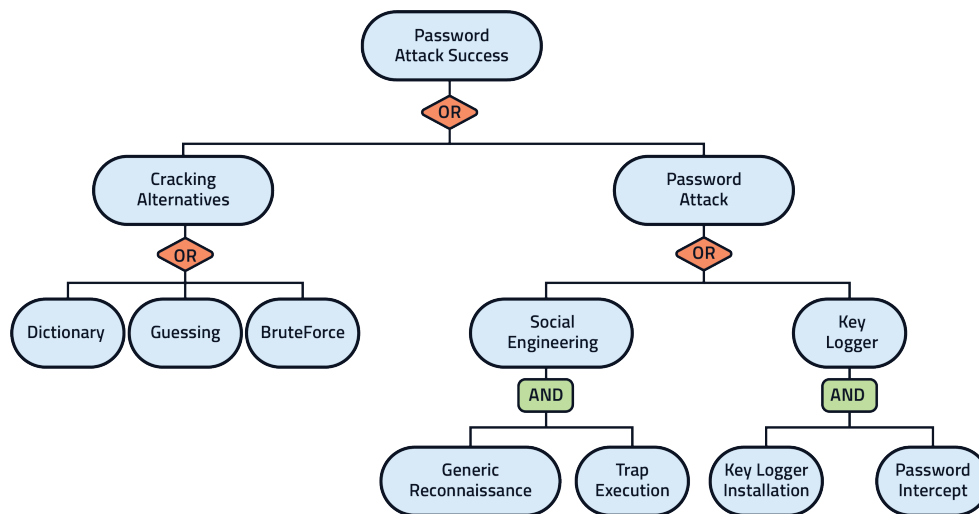 Password
Attack Success
OR
Cracking
Alternatives
Password
Attack
OR
OR
Dictionary
Guessing
BruteForce
Social
Engineering
Key
Logger
AND
AND
Generic
Reconnaissance
Trap
Execution
Key Logger
Installation
Password
Intercept